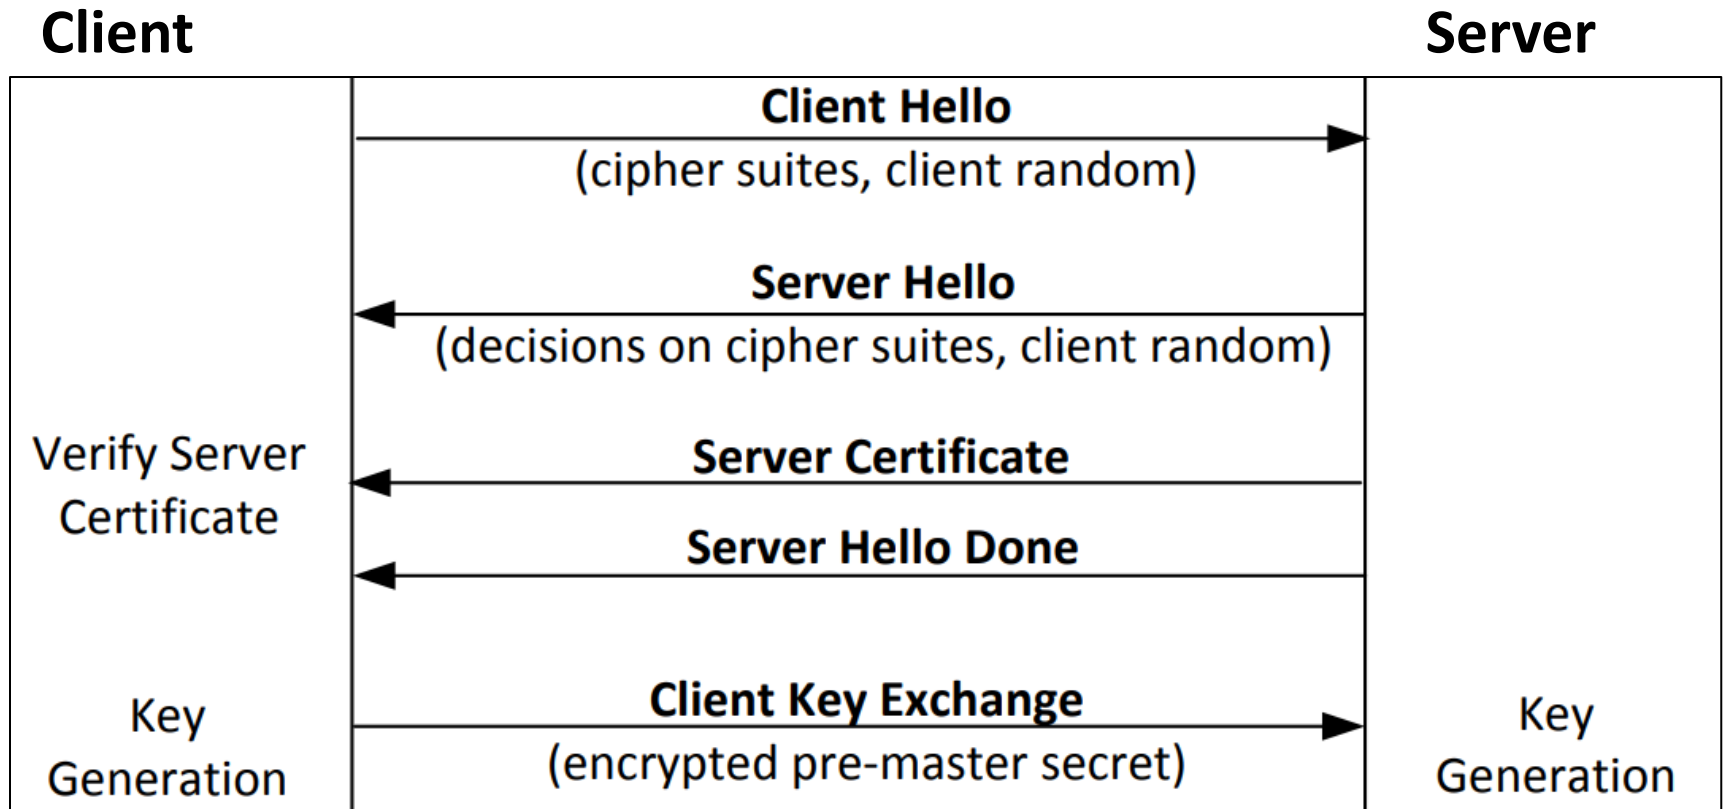 Client
Server
Client Hello
(cipher suites, client random)
Server Hello
(decisions on cipher suites, client random)
Verify Server
Certificate
Server Certificate
Server Hello Done
Key
Generation
Client Key Exchange
(encrypted pre-master secret)
Key
Generation